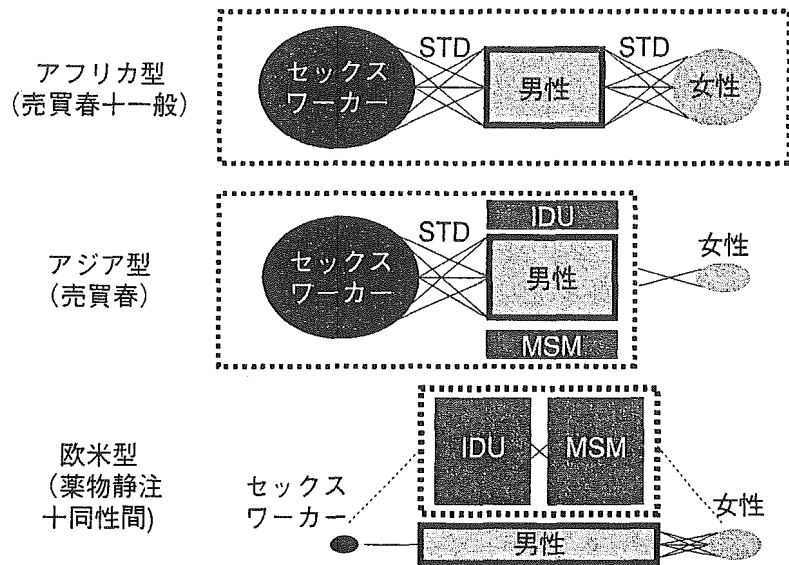 アフリカ型
(売買春十一般)
セックス
ワーカー
STD
男性
STD
女性
アジア型
(売買春)
セックス
ワーカー
STD
IDU
男性
MSM
女性
欧米型
(薬物静注
十同性間)
セックス
ワーカー
IDU
MSM
男性
女性